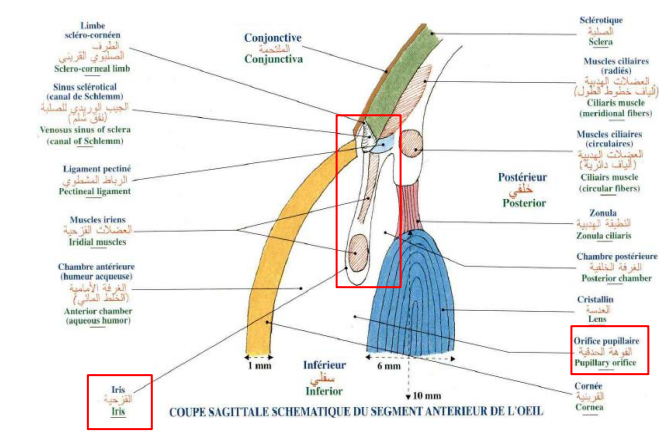 Limbe
scléro-cornéen
الطرف
الصلبوي القريني
Sclero-corneal limb
Sinus sclérotical
(canal de Schlemm)
الجيب الوريدي للصلبة
(نفق شلم)
Venosus sinus of sclera
(canal of Schlemm)
Ligament pectiné
الرباط المشطوي
Pectineal ligament
Muscles iriens
العضلات القزحية
Iridial muscles
Chambre antérieure
(humeur acqueuse)
الغرفة الأمامية
(الخلط المائي)
Anterior chamber
(aqueous humor)
Iris
القزحية
Iris
Conjonctive
الملتحمة
Conjunctiva
Postérieur
خلفي
Posterior
Inférieur
سفلي
Inferior
1 mm
6 mm
10 mm
Sclérotique
الصلبة
Sclera
Muscles ciliaires
(radiés)
العضلات الهدبية
(ألياف خطوط الطول)
Ciliaris muscle
(meridional fibers)
Muscles ciliaires
(circulaires)
العضلات الهدبية
(ألياف دائرية)
Ciliairs muscle
(circular fibers)
Zonula
النطيقة الهدبية
Zonula ciliaris
Chambre postérieure
الغرفة الخلفية
Posterior chamber
Cristallin
العدسة
Lens
Orifice pupillaire
الفوهة الحدقية
Pupillary orifice
Cornée
القرنية
Cornea
COUPE SAGITTALE SCHEMATIQUE DU SEGMENT ANTERIEUR DE L'OEIL